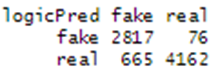 logicPred fake real
fake 2817 76
real 665 4162